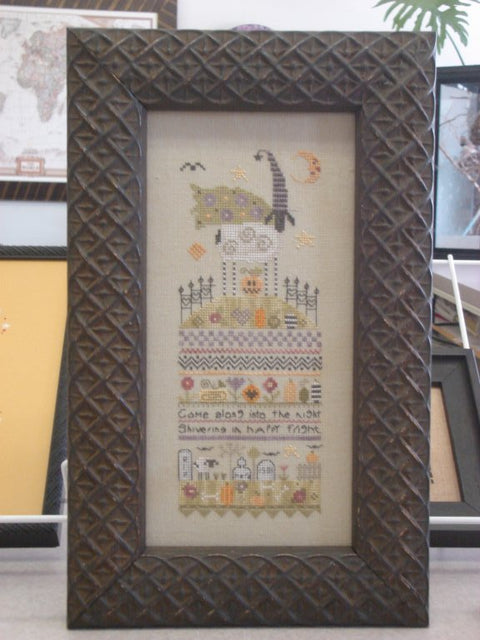 Come along into the night
Shivering in HAPPY Fright.